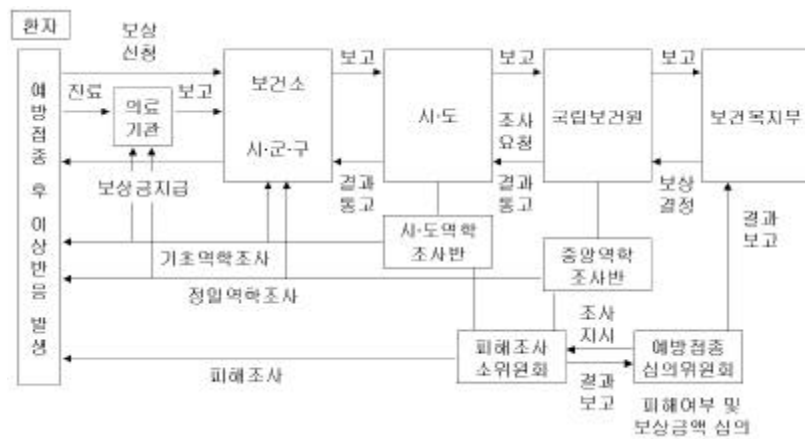 환자
보상
신청
예방접종 후 이상반응 발생
진료
의료
기관
보고
보건소
시·군·구
보고
시·도
보고
국립보건원
보고
보건복지부
조사
요청
결과
통고
결과
통고
보상
결정
보상금지급
결과
보고
시·도역학
조사반
기초역학조사
중앙역학
조사반
정밀역학조사
조사
지시
피해조사
소위원회
예방접종
심의위원회
피해조사
결과
보고
피해여부 및
보상금액 심의